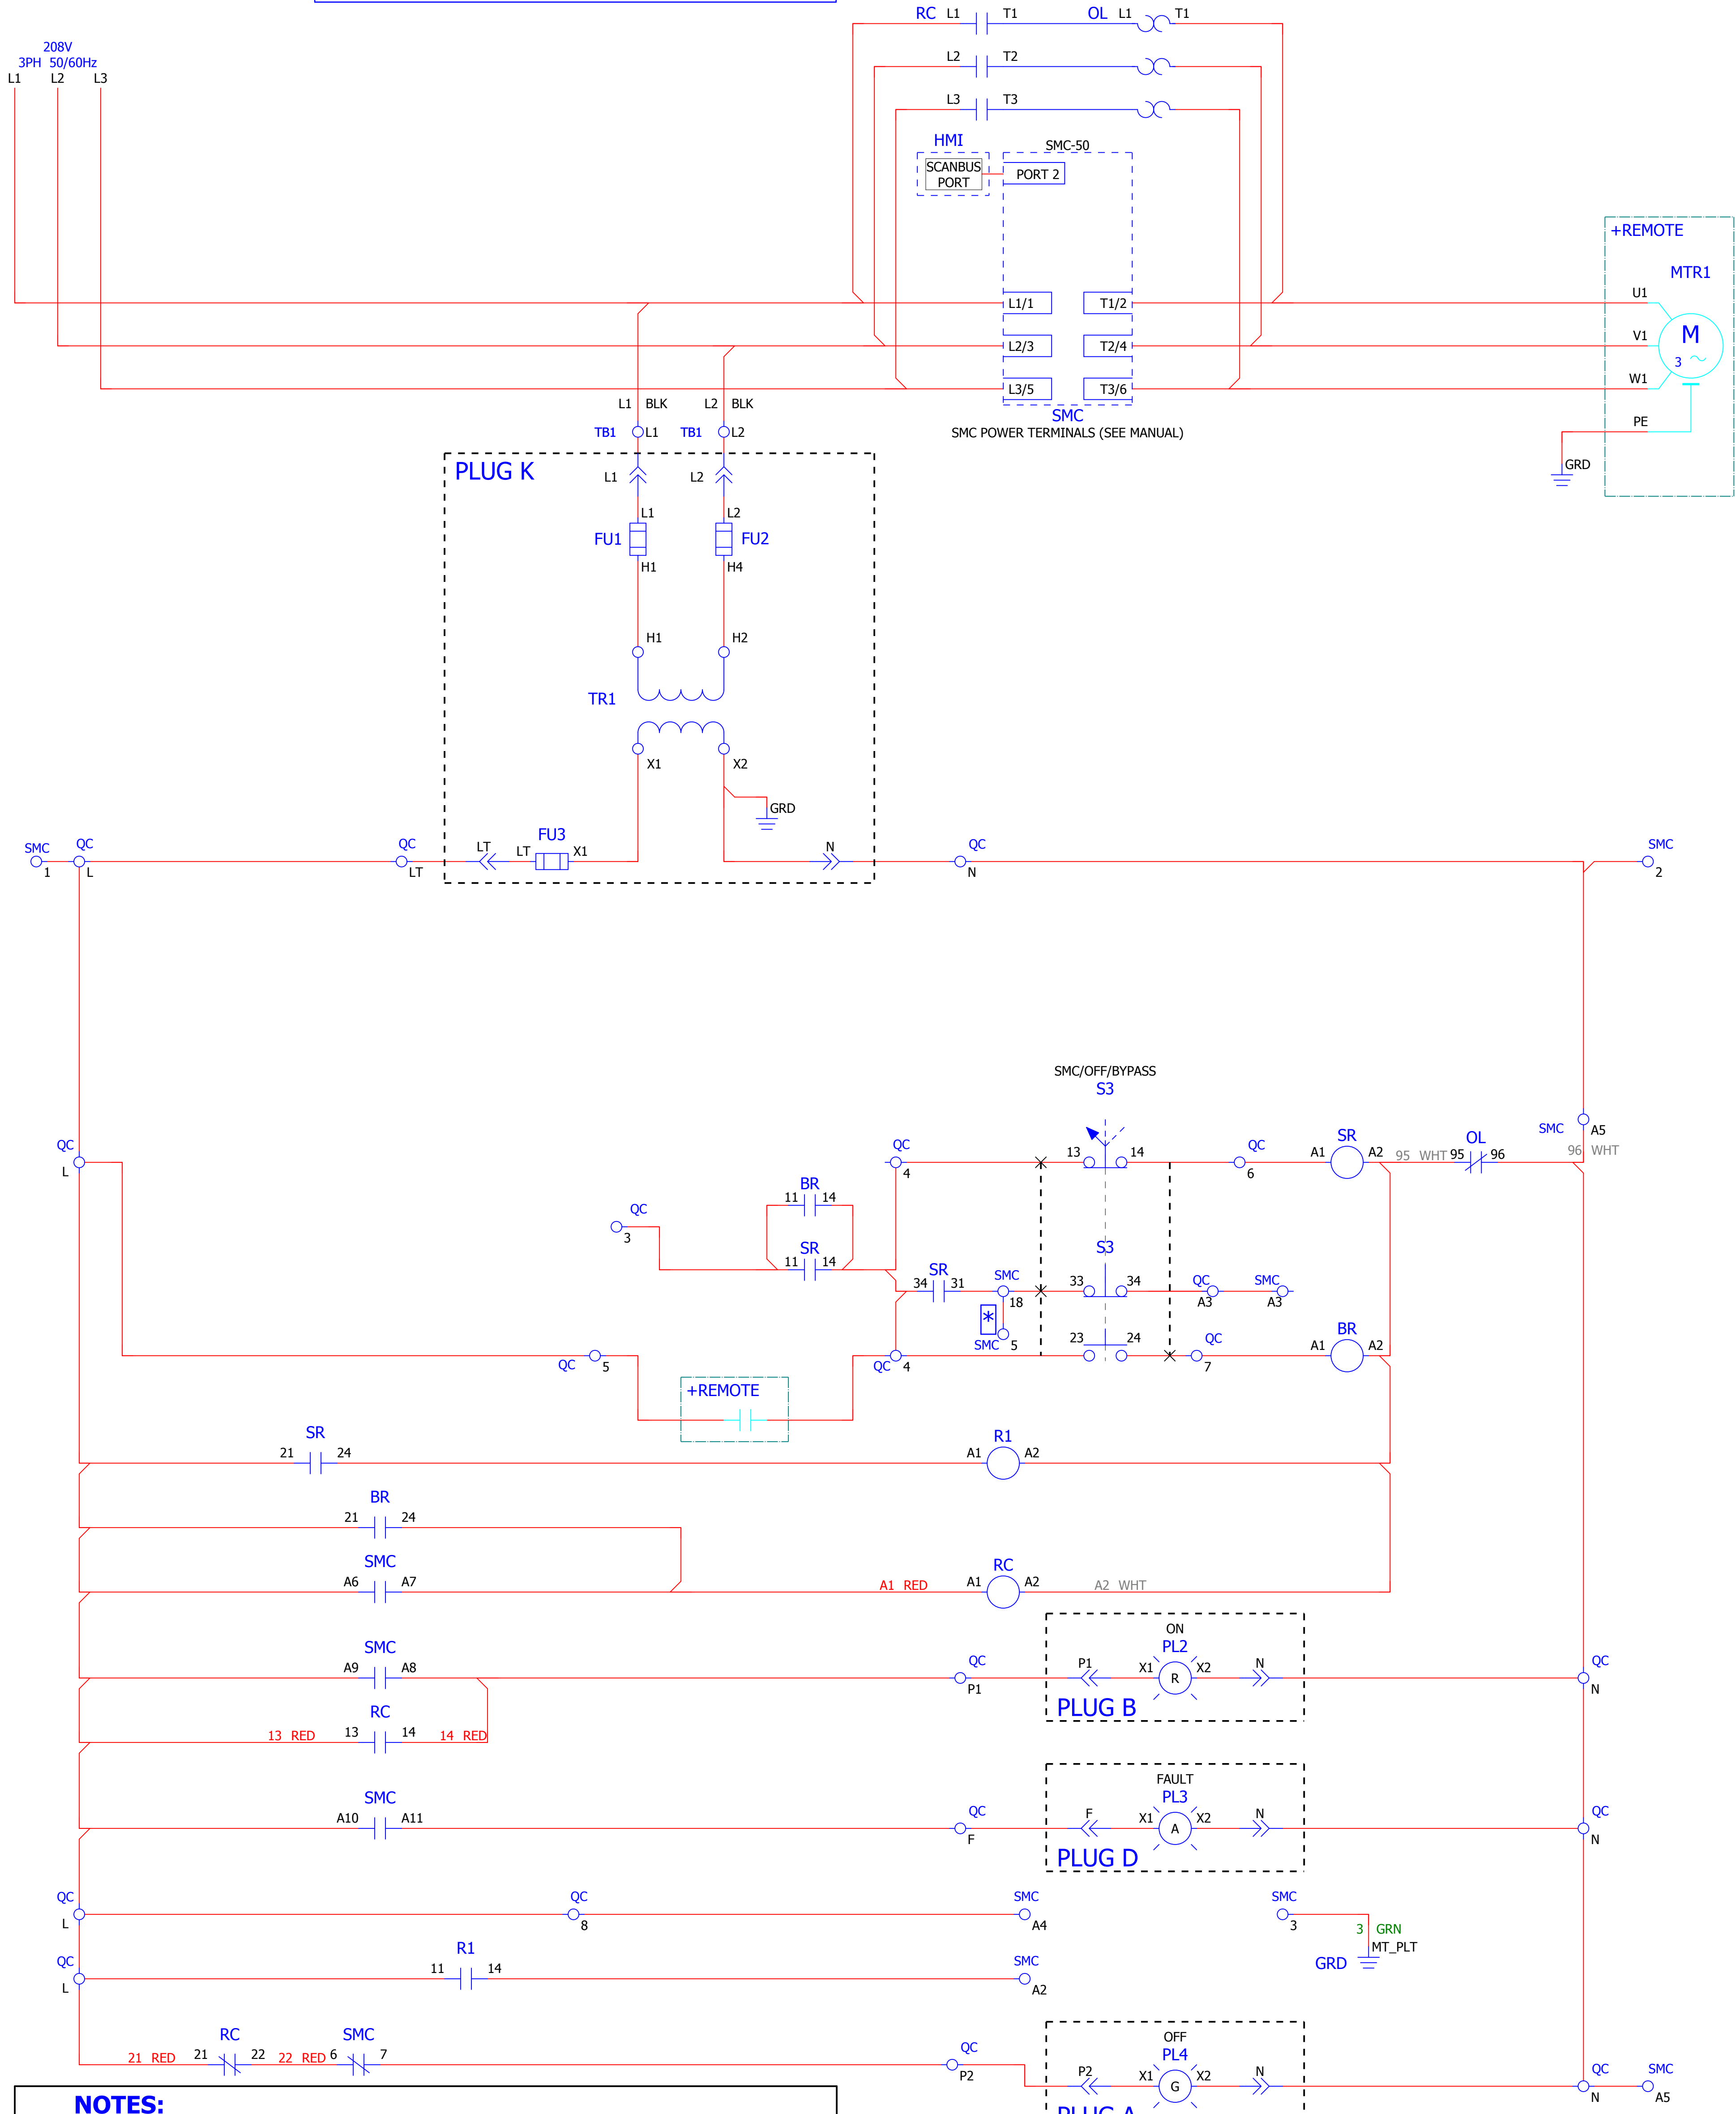 RC L1 T1 OL L1 T1
208V
3PH 50/60Hz
L1 L2 L3
L2 T2
L3 T3
HMI
SMC-50
SCANBUS
PORT
PORT 2
+REMOTE
MTR1
L1/1 T1/2 U1
M
3
L2/3 T2/4 V1
L3/5 T3/6 W1
L1 BLK L2 BLK
SMC
SMC POWER TERMINALS (SEE MANUAL)
PE
TB1 L1 TB1 L2
GRD
PLUG K
L1 L2
L1 L2
FU1 FU2
H1 H4
H1 H2
TR1
X1 X2
GRD
SMC QC QC FU3 QC SMC
LT LT X1 N
1 L LT N 2
SMC/OFF/BYPASS
S3
SMC A5
QC QC 13 14 QC SR OL
A1 A2 95 WHT 95 96 96 WHT
L 4 6
BR
11 14
QC
3
SR S3
11 14
SR SMC 33 34 QC SMC
34 31
18 A3 A3
*
SMC 5
23 24 QC BR
A1 A2
QC 5 QC 4 7
+REMOTE
SR R1
21 24 A1 A2
BR
21 24
SMC RC
A6 A7 A1 RED A1 A2 A2 WHT
ON
SMC PL2
A9 A8 QC P1 X1 R X2 N QC
P1 N
PLUG B
RC
13 RED 13 14 14 RED
FAULT
SMC PL3
A10 A11 QC F X1 A X2 N QC
F N
PLUG D
QC QC SMC SMC
L 8 A4 3
3 GRN
MT_PLT
GRD
QC R1 SMC
11 14
L A2
OFF
RC SMC PL4
21 RED 21 22 22 RED 6 7 QC
P2
P2 X1 G X2 N QC SMC
N A5
NOTES:
PLUG A